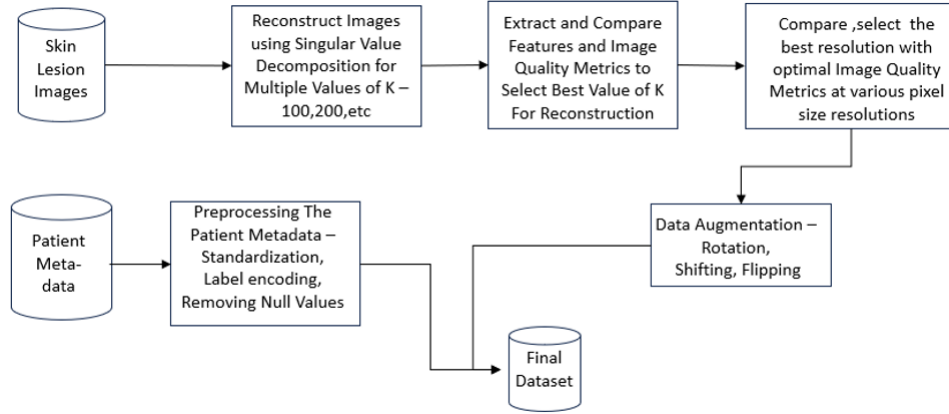 Skin
Lesion
Images
Reconstruct Images
using Singular Value
Decomposition for
Multiple Values of K –
100,200,etc
Extract and Compare
Features and Image
Quality Metrics to
Select Best Value of K
For Reconstruction
Compare ,select the
best resolution with
optimal Image Quality
Metrics at various pixel
size resolutions
Patient
Meta-
data
Preprocessing The
Patient Metadata –
Standardization,
Label encoding,
Removing Null Values
Data Augmentation –
Rotation,
Shifting, Flipping
Final
Dataset